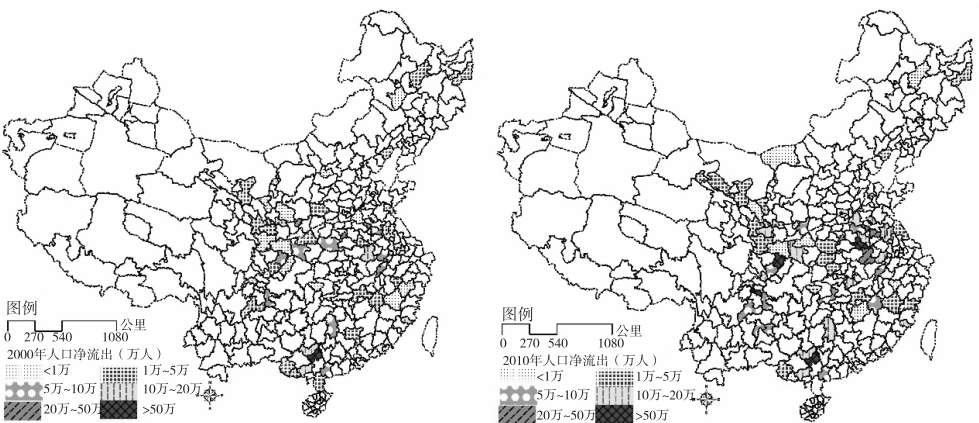 图例
公里
0 270 540 1080
2000年人口净流出（万人）
<1万 1万~5万
5万~10万 10万~20万
20万~50万 >50万
图例
公里
0 270 540 1080
2010年人口净流出（万人）
<1万 1万~5万
5万~10万 10万~20万
20万~50万 >50万